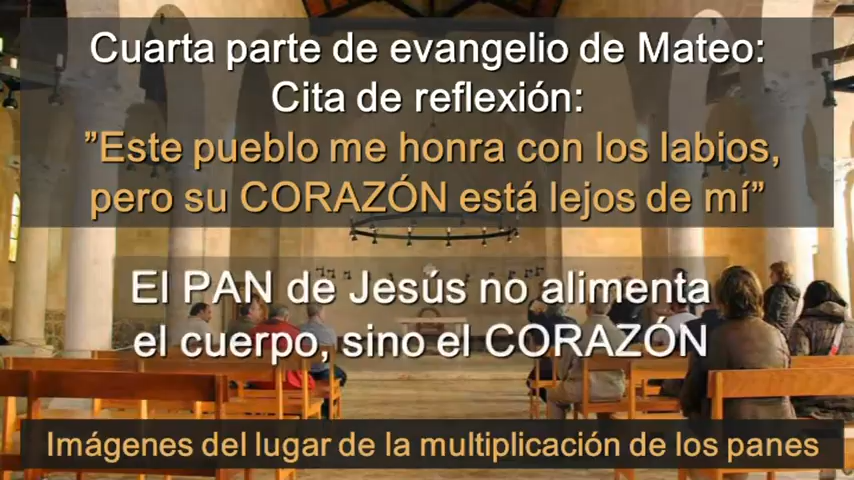 Cuarta parte de evangelio de Mateo:
Cita de reflexión:
”Este pueblo me honra con los labios,
pero su CORAZÓN está lejos de mí”
El PAN de Jesús no alimenta
el cuerpo, sino el CORAZÓN
Imágenes del lugar de la multiplicación de los panes